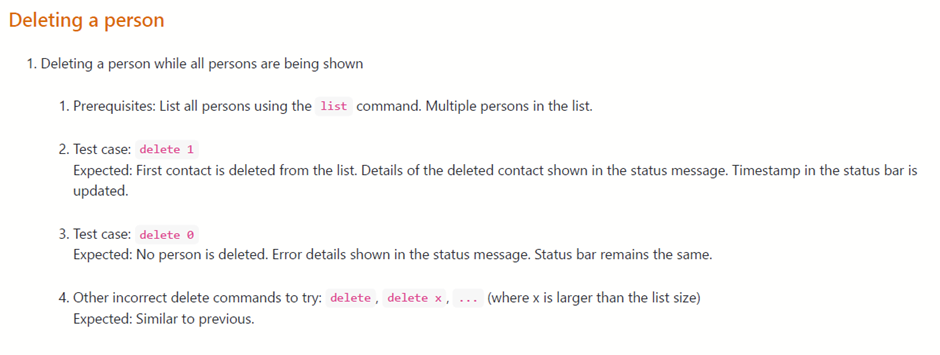 Deleting a person
1. Deleting a person while all persons are being shown
1. Prerequisites: List all persons using the list command. Multiple persons in the list.
2. Test case: delete 1
Expected: First contact is deleted from the list. Details of the deleted contact shown in the status message. Timestamp in the status bar is
updated.
3. Test case: delete 0
Expected: No person is deleted. Error details shown in the status message. Status bar remains the same.
4. Other incorrect delete commands to try: delete, delete x, ... (where x is larger than the list size)
Expected: Similar to previous.